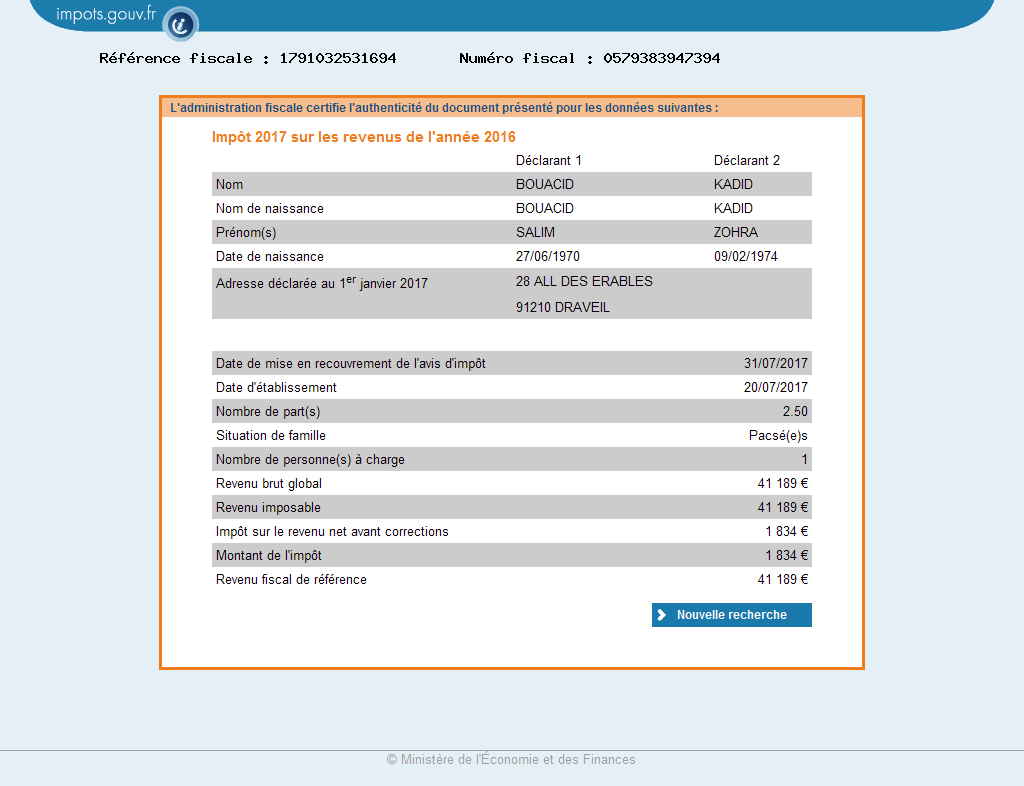 impots.gouv.fr
Référence fiscale : 1791032531694 Numéro fiscal : 0579383947394
L'administration fiscale certifie l'authenticité du document présenté pour les données suivantes :
Impôt 2017 sur les revenus de l'année 2016
Déclarant 1 Déclarant 2
Nom BOUACID KADID
Nom de naissance BOUACID KADID
Prénom(s) SALIM ZOHRA
Date de naissance 27/06/1970 09/02/1974
Adresse déclarée au 1er janvier 2017 28 ALL DES ERABLES
91210 DRAVEIL
Date de mise en recouvrement de l'avis d'impôt 31/07/2017
Date d'établissement 20/07/2017
Nombre de part(s) 2.50
Situation de famille Pacsé(e)s
Nombre de personne(s) à charge 1
Revenu brut global 41 189 €
Revenu imposable 41 189 €
Impôt sur le revenu net avant corrections 1 834 €
Montant de l'impôt 1 834 €
Revenu fiscal de référence 41 189 €
Nouvelle recherche
© Ministère de l'Économie et des Finances